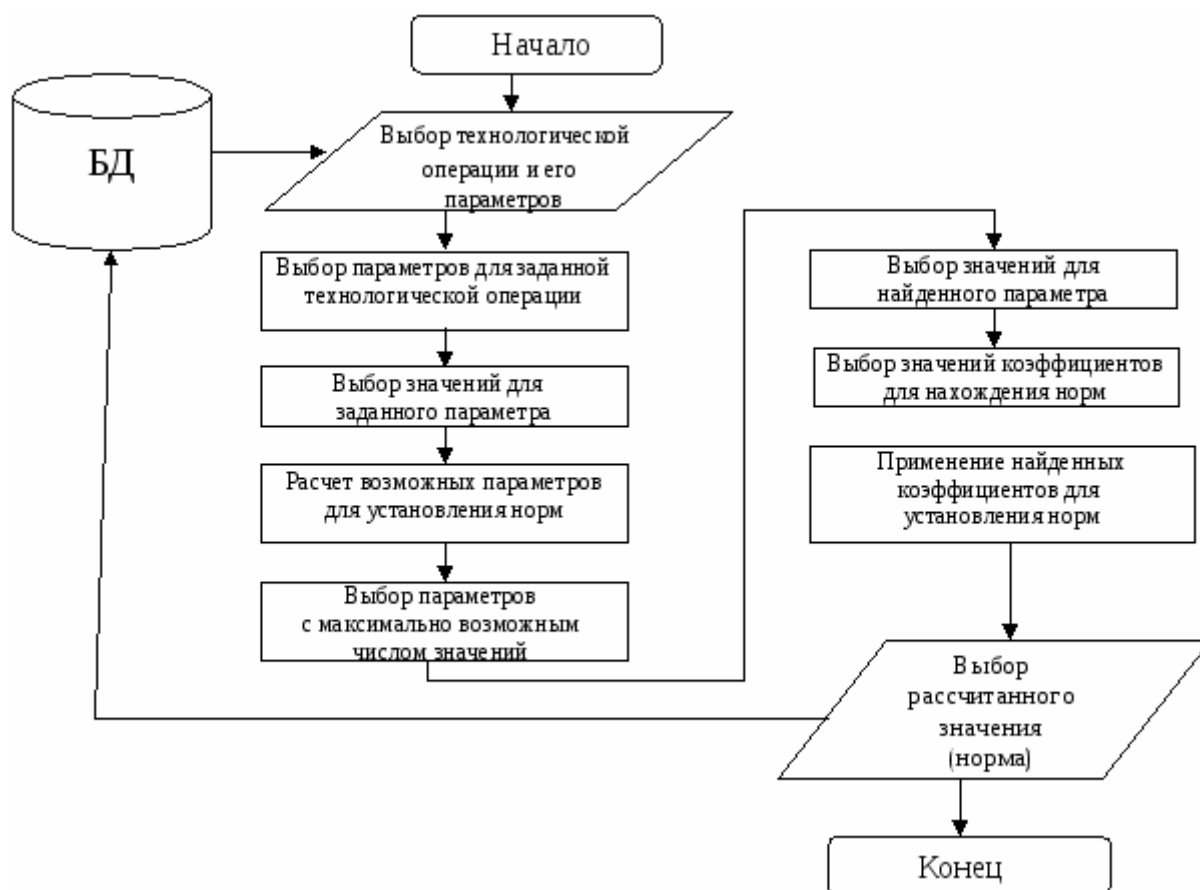 Начало
БД
Выбор технологической
операции и его
параметров
Выбор параметров для заданной
технологической операции
Выбор значений для
заданного параметра
Расчет возможных параметров
для установления норм
Выбор параметров
с максимально возможным
числом значений
Выбор значений для
найденного параметра
Выбор значений коэффициентов
для нахождения норм
Применение найденных
коэффициентов для
установления норм
Выбор
рассчитанного
значения
(норма)
Конец